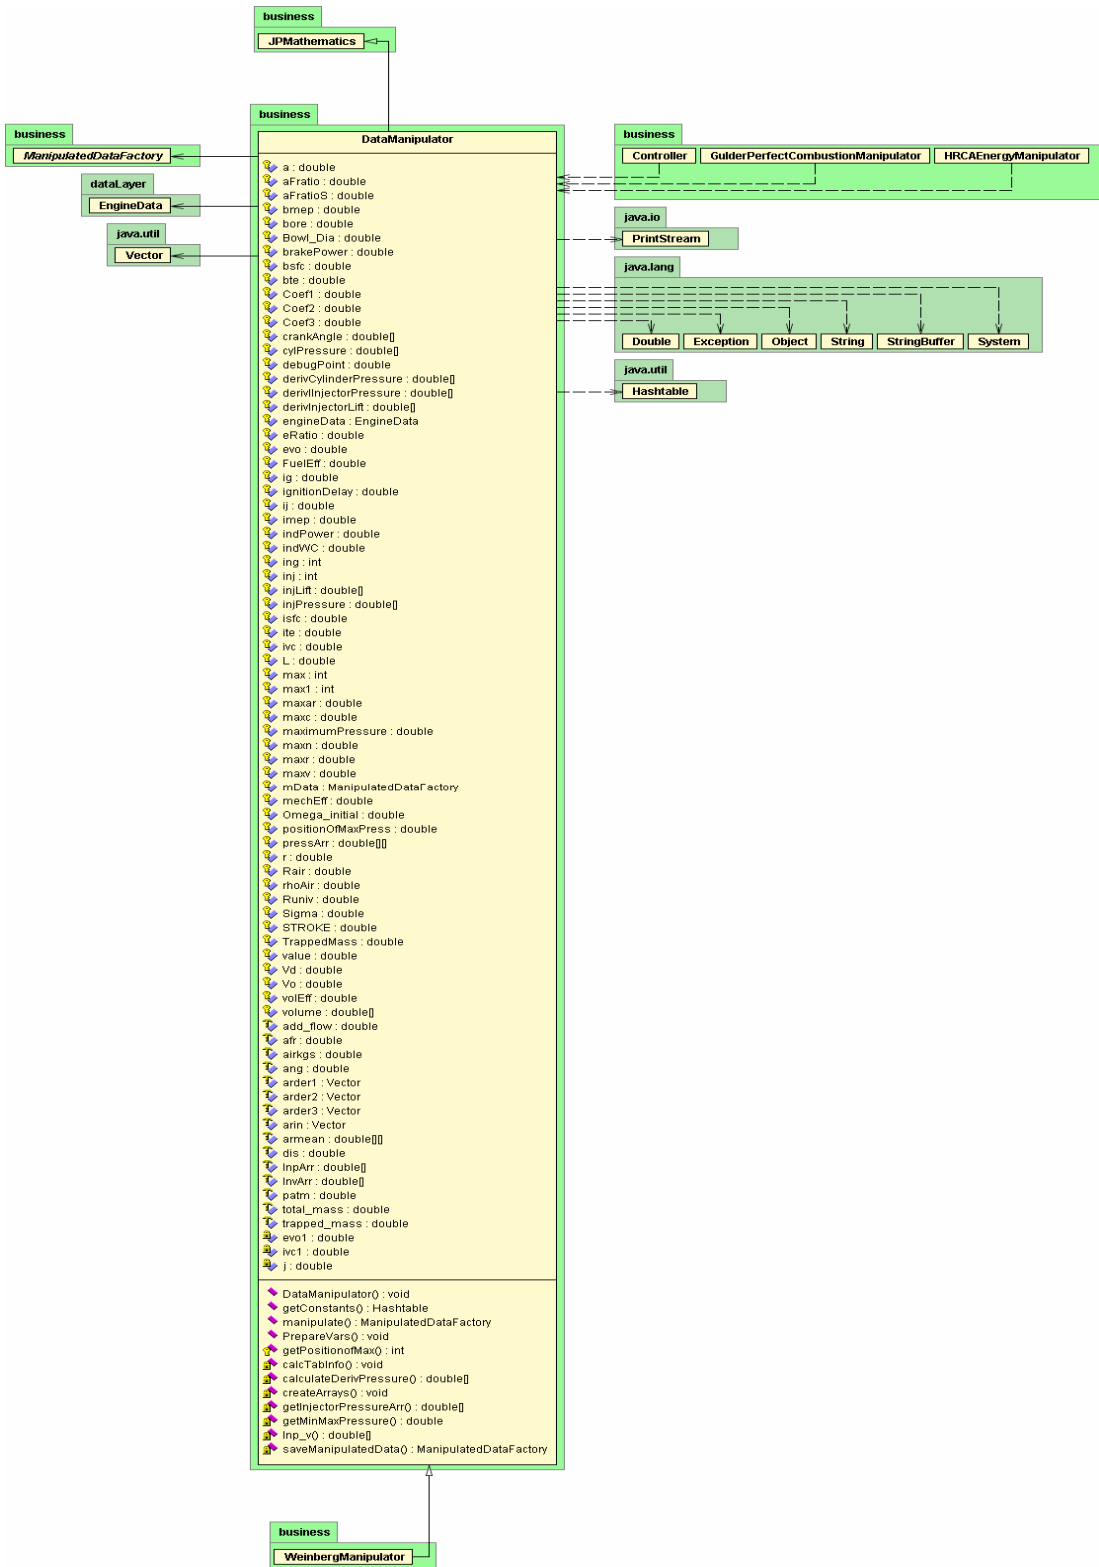 business
JPMathematics
business
DataManipulator
business
ManipulatedDataFactory
dataLayer
EngineData
java.util
Vector
a : double
aFratio : double
aFratioS : double
bmep : double
bore : double
Bowl_Dia : double
brakePower : double
bsfc : double
bte : double
Coef1 : double
Coef2 : double
Coef3 : double
crankAngle : double[]
cylPressure : double[]
debugPoint : double
derivCylinderPressure : double[]
derivIInjectorPressure : double[]
derivInjectorLift : double[]
engineData : EngineData
eRatio : double
evo : double
FuelEff : double
ig : double
ignitionDelay : double
ij : double
imep : double
indPower : double
indWC : double
ing : int
inj : int
injLift : double[]
injPressure : double[]
isfc : double
ite : double
ivc : double
L : double
max : int
max1 : int
maxar : double
maxc : double
maximumPressure : double
maxn : double
maxr : double
maxv : double
mData : ManipulatedDataFactory
mechEff : double
Omega_initial : double
positionOfMaxPress : double
pressArr : double[][]
r : double
Rair : double
rhoAir : double
Runiv : double
Sigma : double
STROKE : double
TrappedMass : double
value : double
Vd : double
Vo : double
volEff : double
volume : double[]
add_flow : double
afr : double
airkgs : double
ang : double
arder1 : Vector
arder2 : Vector
arder3 : Vector
arin : Vector
armean : double[][]
dis : double
lnpArr : double[]
lnvArr : double[]
patm : double
total_mass : double
trapped_mass : double
evo1 : double
ivc1 : double
j : double
DataManipulator() : void
getConstants() : Hashtable
manipulate() : ManipulatedDataFactory
PrepareVars() : void
getPositionofMax() : int
calcTabInfo() : void
calculateDerivPressure() : double[]
createArrays() : void
getInjectorPressureArr() : double[]
getMinMaxPressure() : double
lnp_v() : double[]
saveManipulatedData() : ManipulatedDataFactory
business
Controller GulderPerfectCombustionManipulator HRCAEnergyManipulator
java.io
PrintStream
java.lang
Double Exception Object String StringBuffer System
java.util
Hashtable
business
WeinbergManipulator